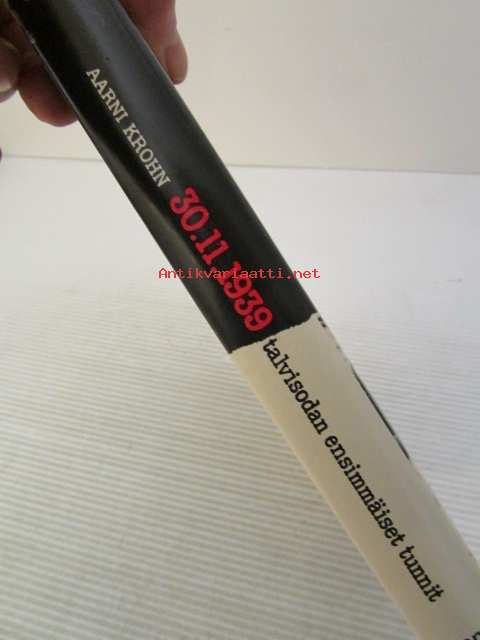 AARNI KROHN
30.11.1939
talvisodan ensimmäiset tunnit
Antikvariaatti.net